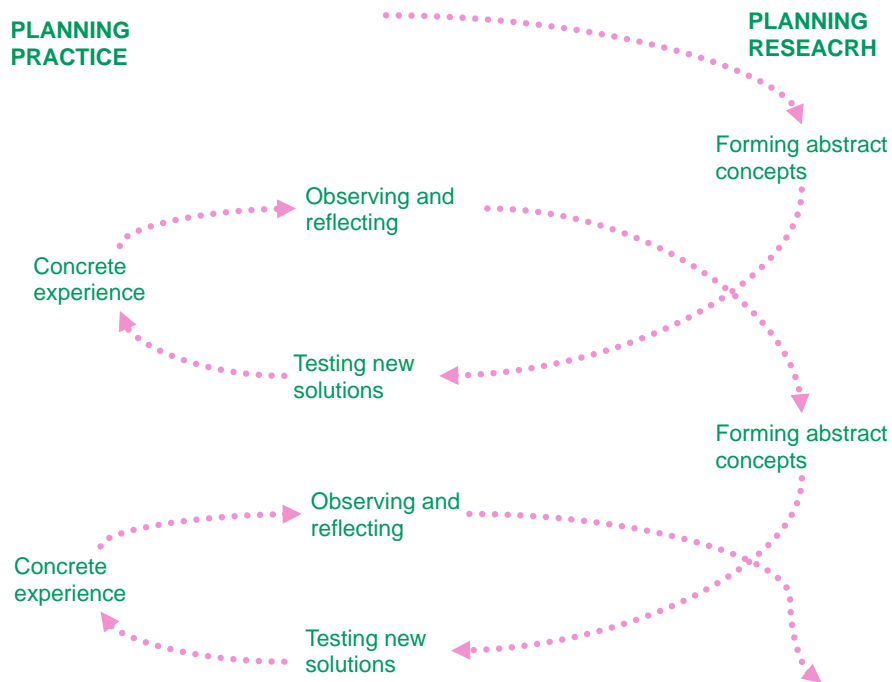 PLANNING
PRACTICE
PLANNING
RESEACRH
Forming abstract
concepts
Observing and
reflecting
Concrete
experience
Testing new
solutions
Forming abstract
concepts
Observing and
reflecting
Concrete
experience
Testing new
solutions